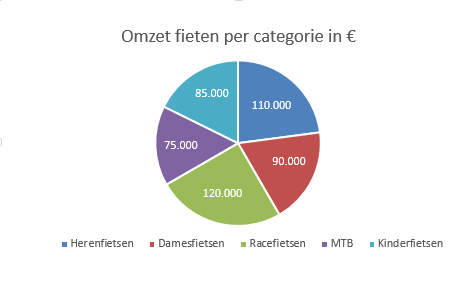 Omzet fieten per categorie in €
85.000
110.000
75.000
90.000
120.000
Herenfietsen Damesfietsen Racefietsen MTB Kinderfietsen